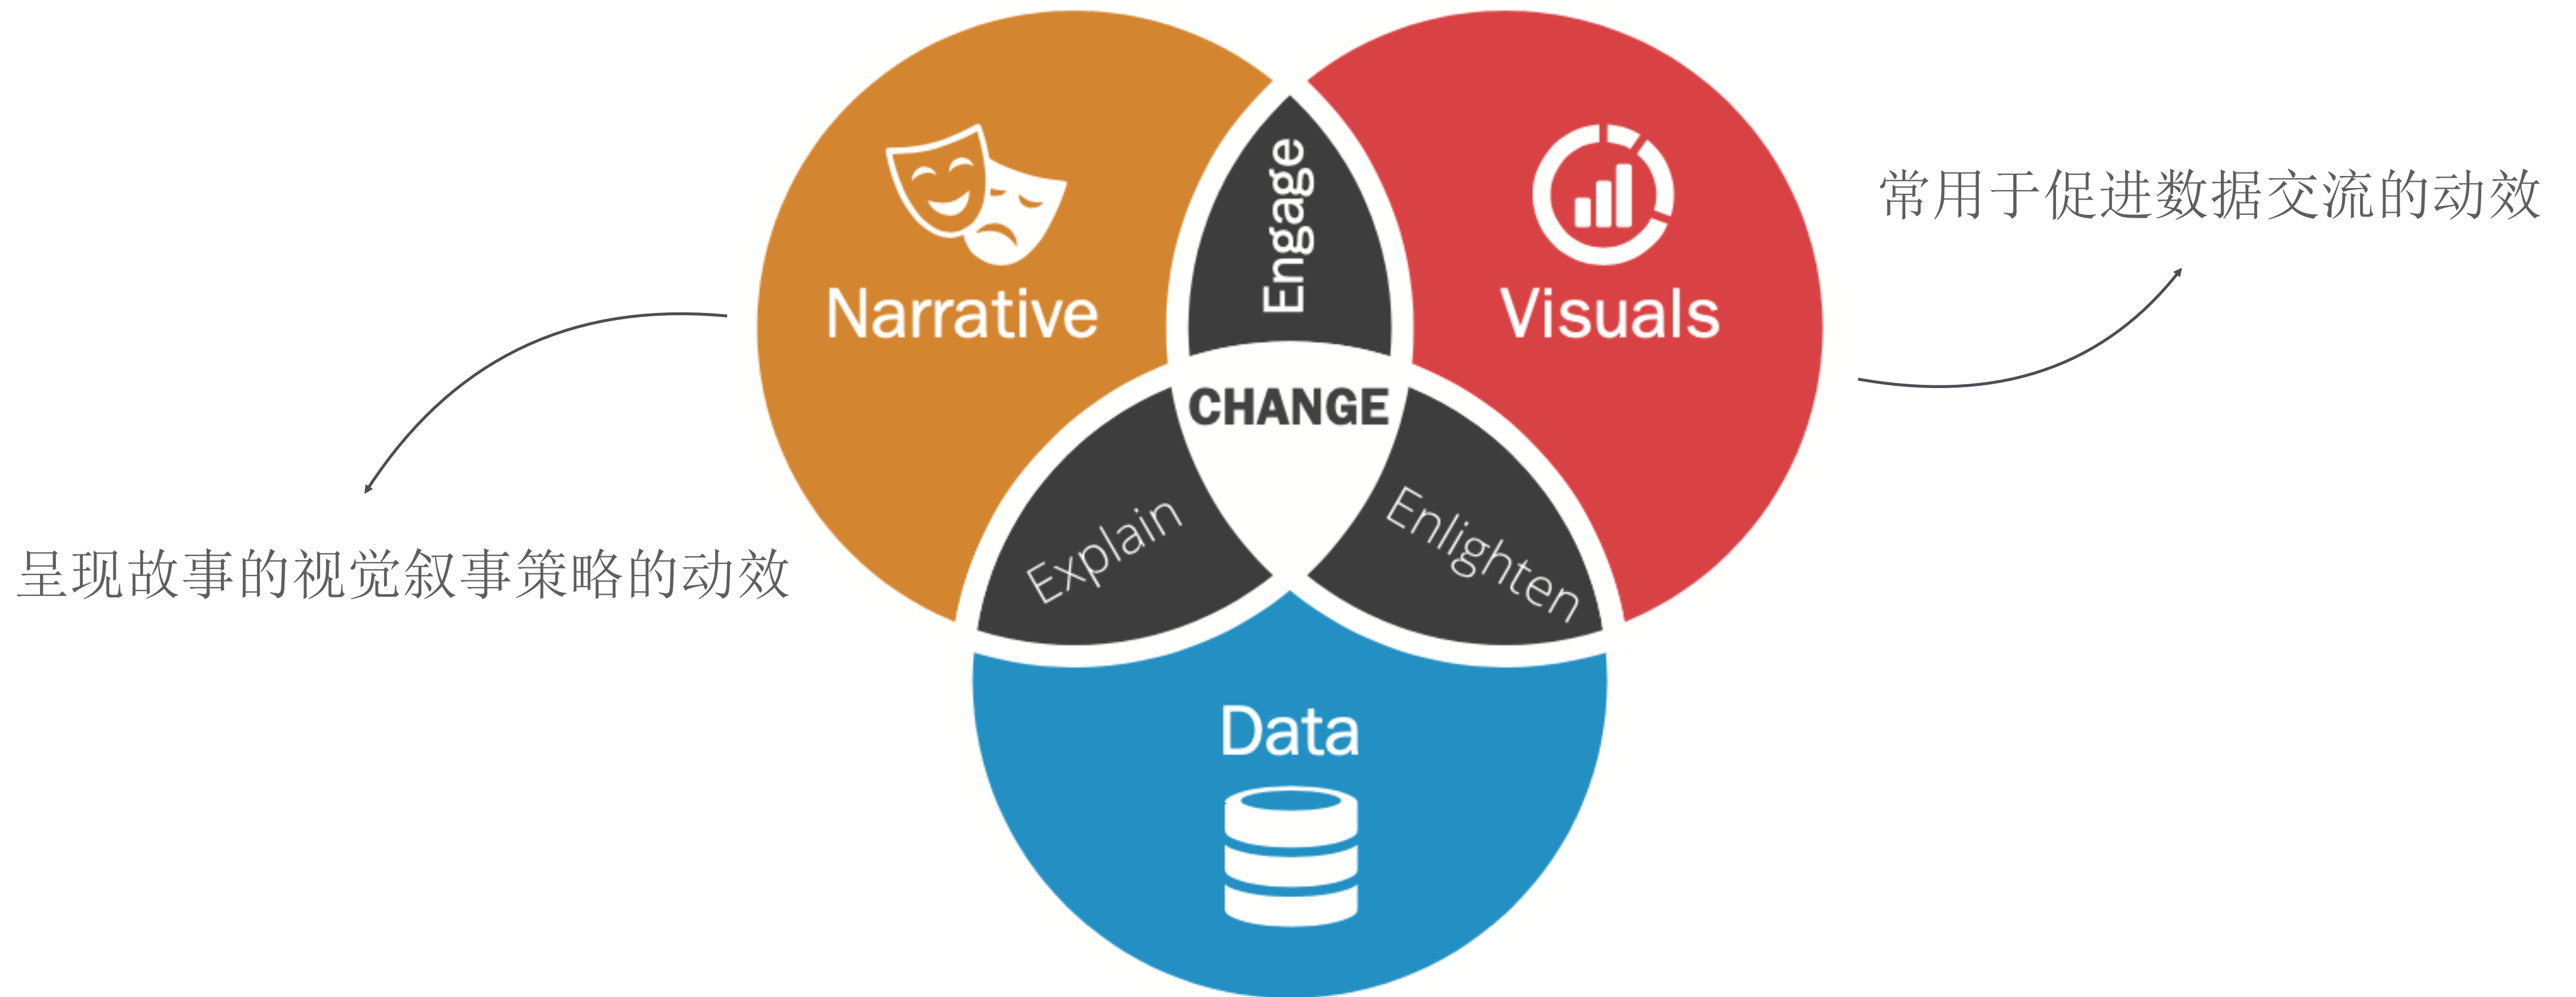 Engage
常用于促进数据交流的动效
Narrative
Visuals
CHANGE
Explain
Enlighten
呈现故事的视觉叙事策略的动效
Data